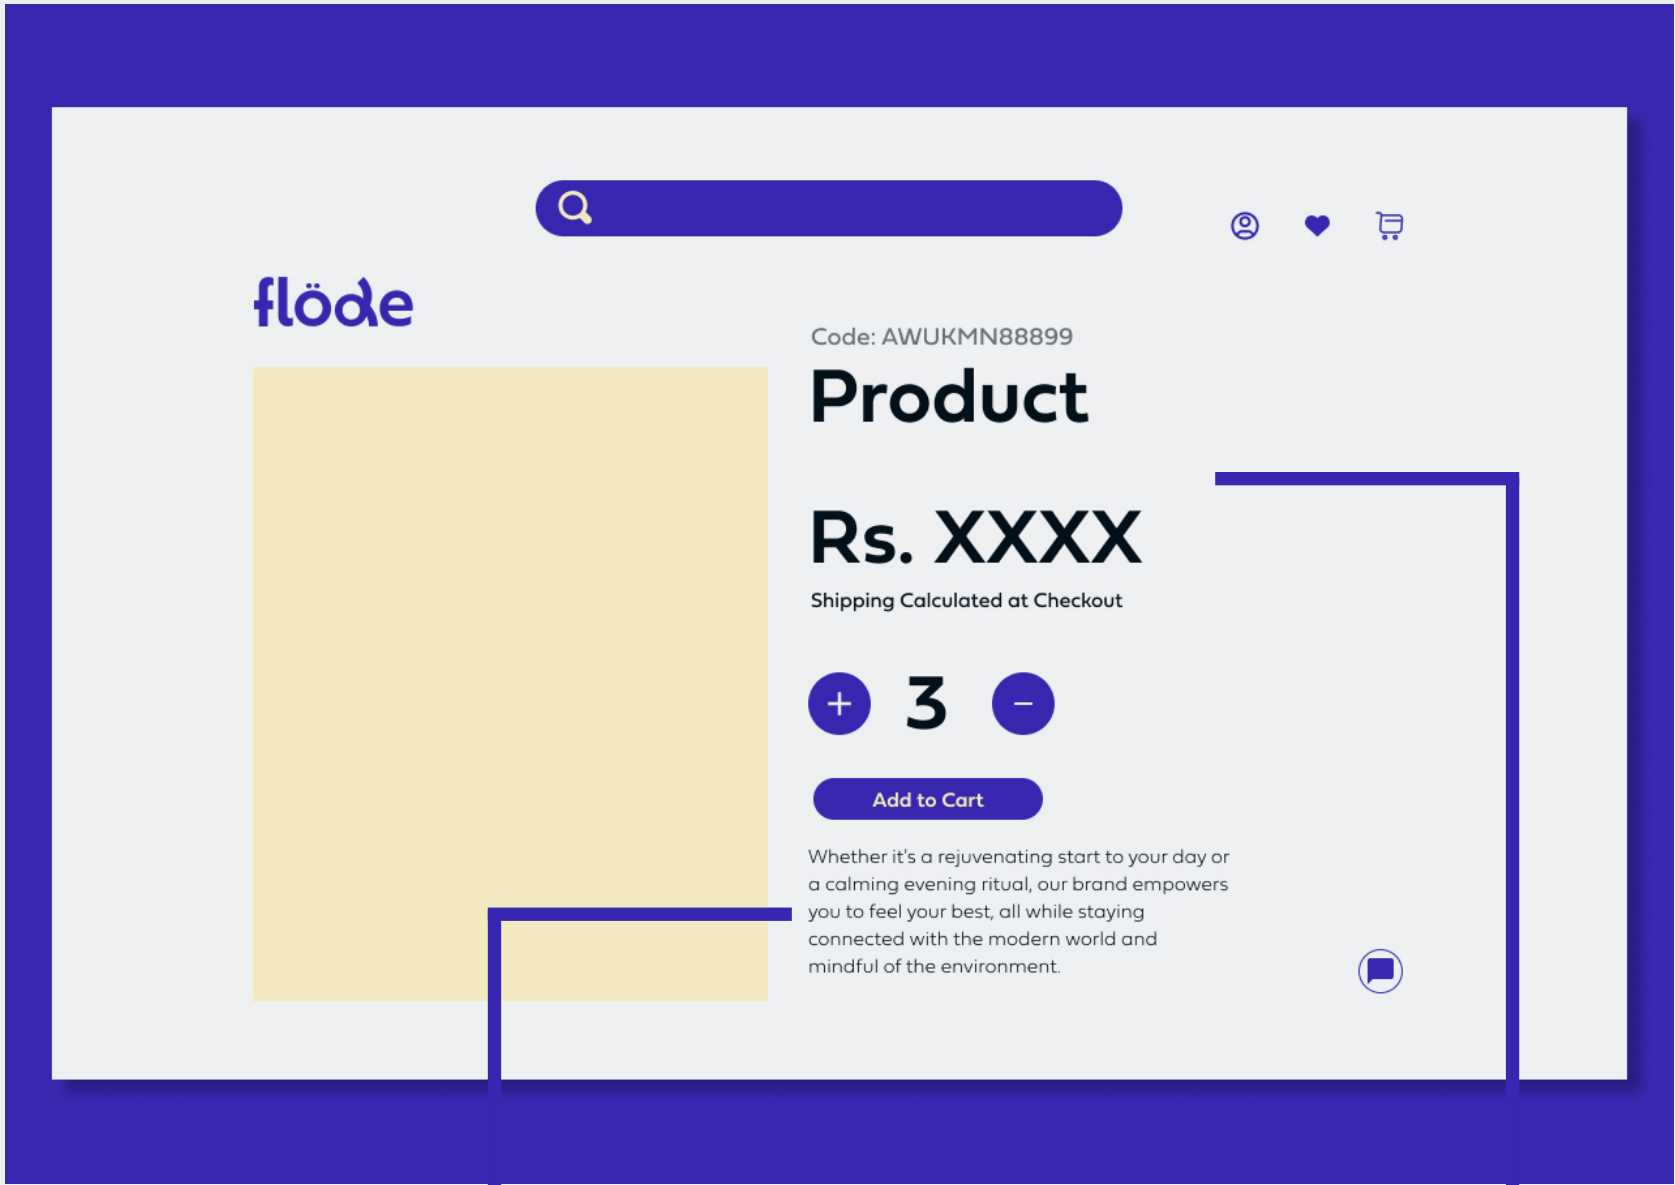 flöde
Code: AWUKMN88899
Product
Rs. XXXX
Shipping Calculated at Checkout
+ 3 −
Add to Cart
Whether it's a rejuvenating start to your day or
a calming evening ritual, our brand empowers
you to feel your best, all while staying
connected with the modern world and
mindful of the environment.